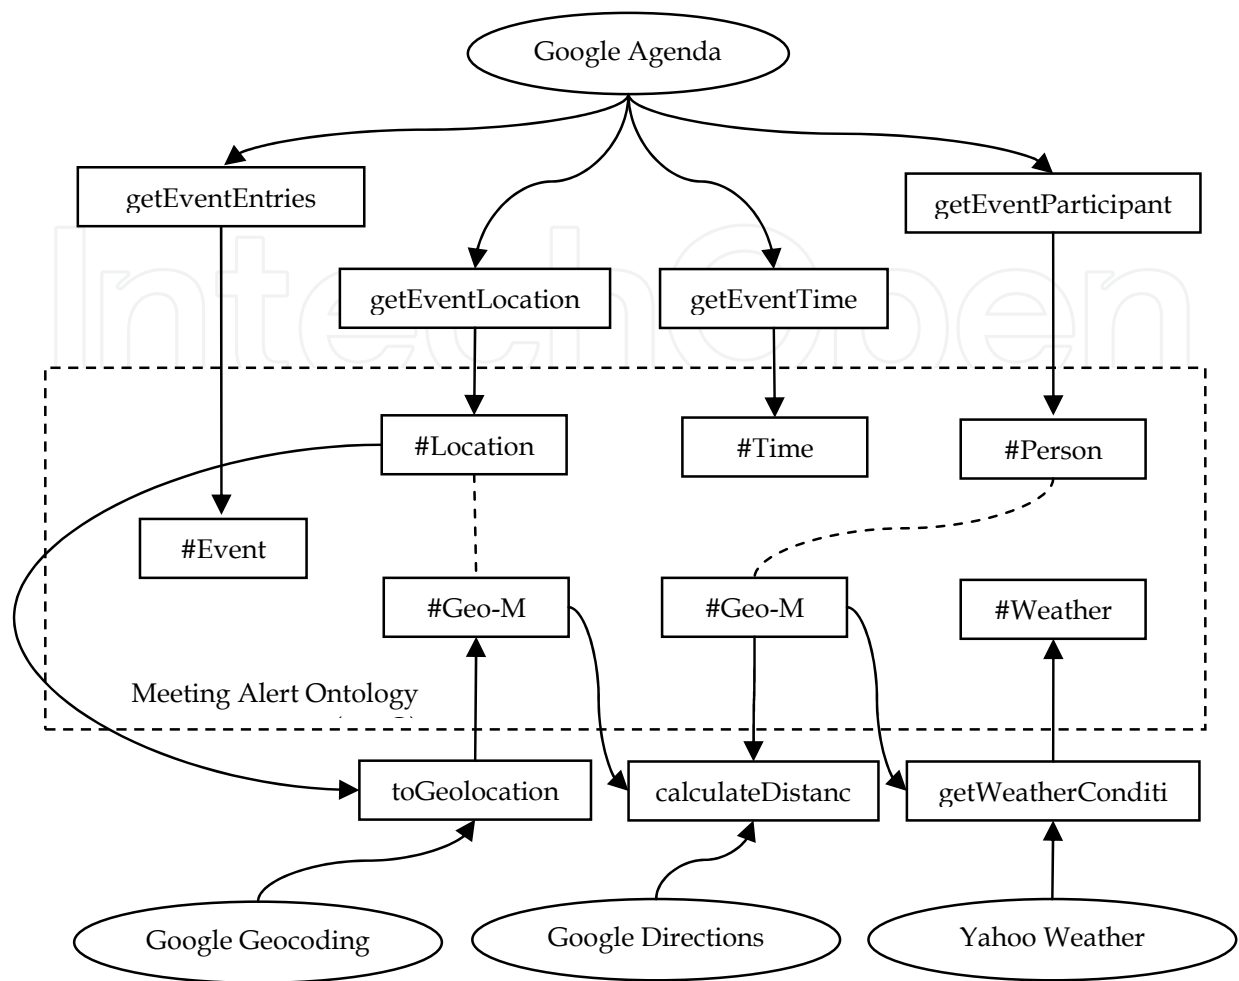 Google Agenda
getEventEntries
getEventParticipant
getEventLocation
getEventTime
IntechOpen
#Location
#Time
#Person
#Event
#Geo-M
#Geo-M
#Weather
Meeting Alert Ontology
toGeolocation
calculateDistanc
getWeatherConditi
Google Geocoding
Google Directions
Yahoo Weather